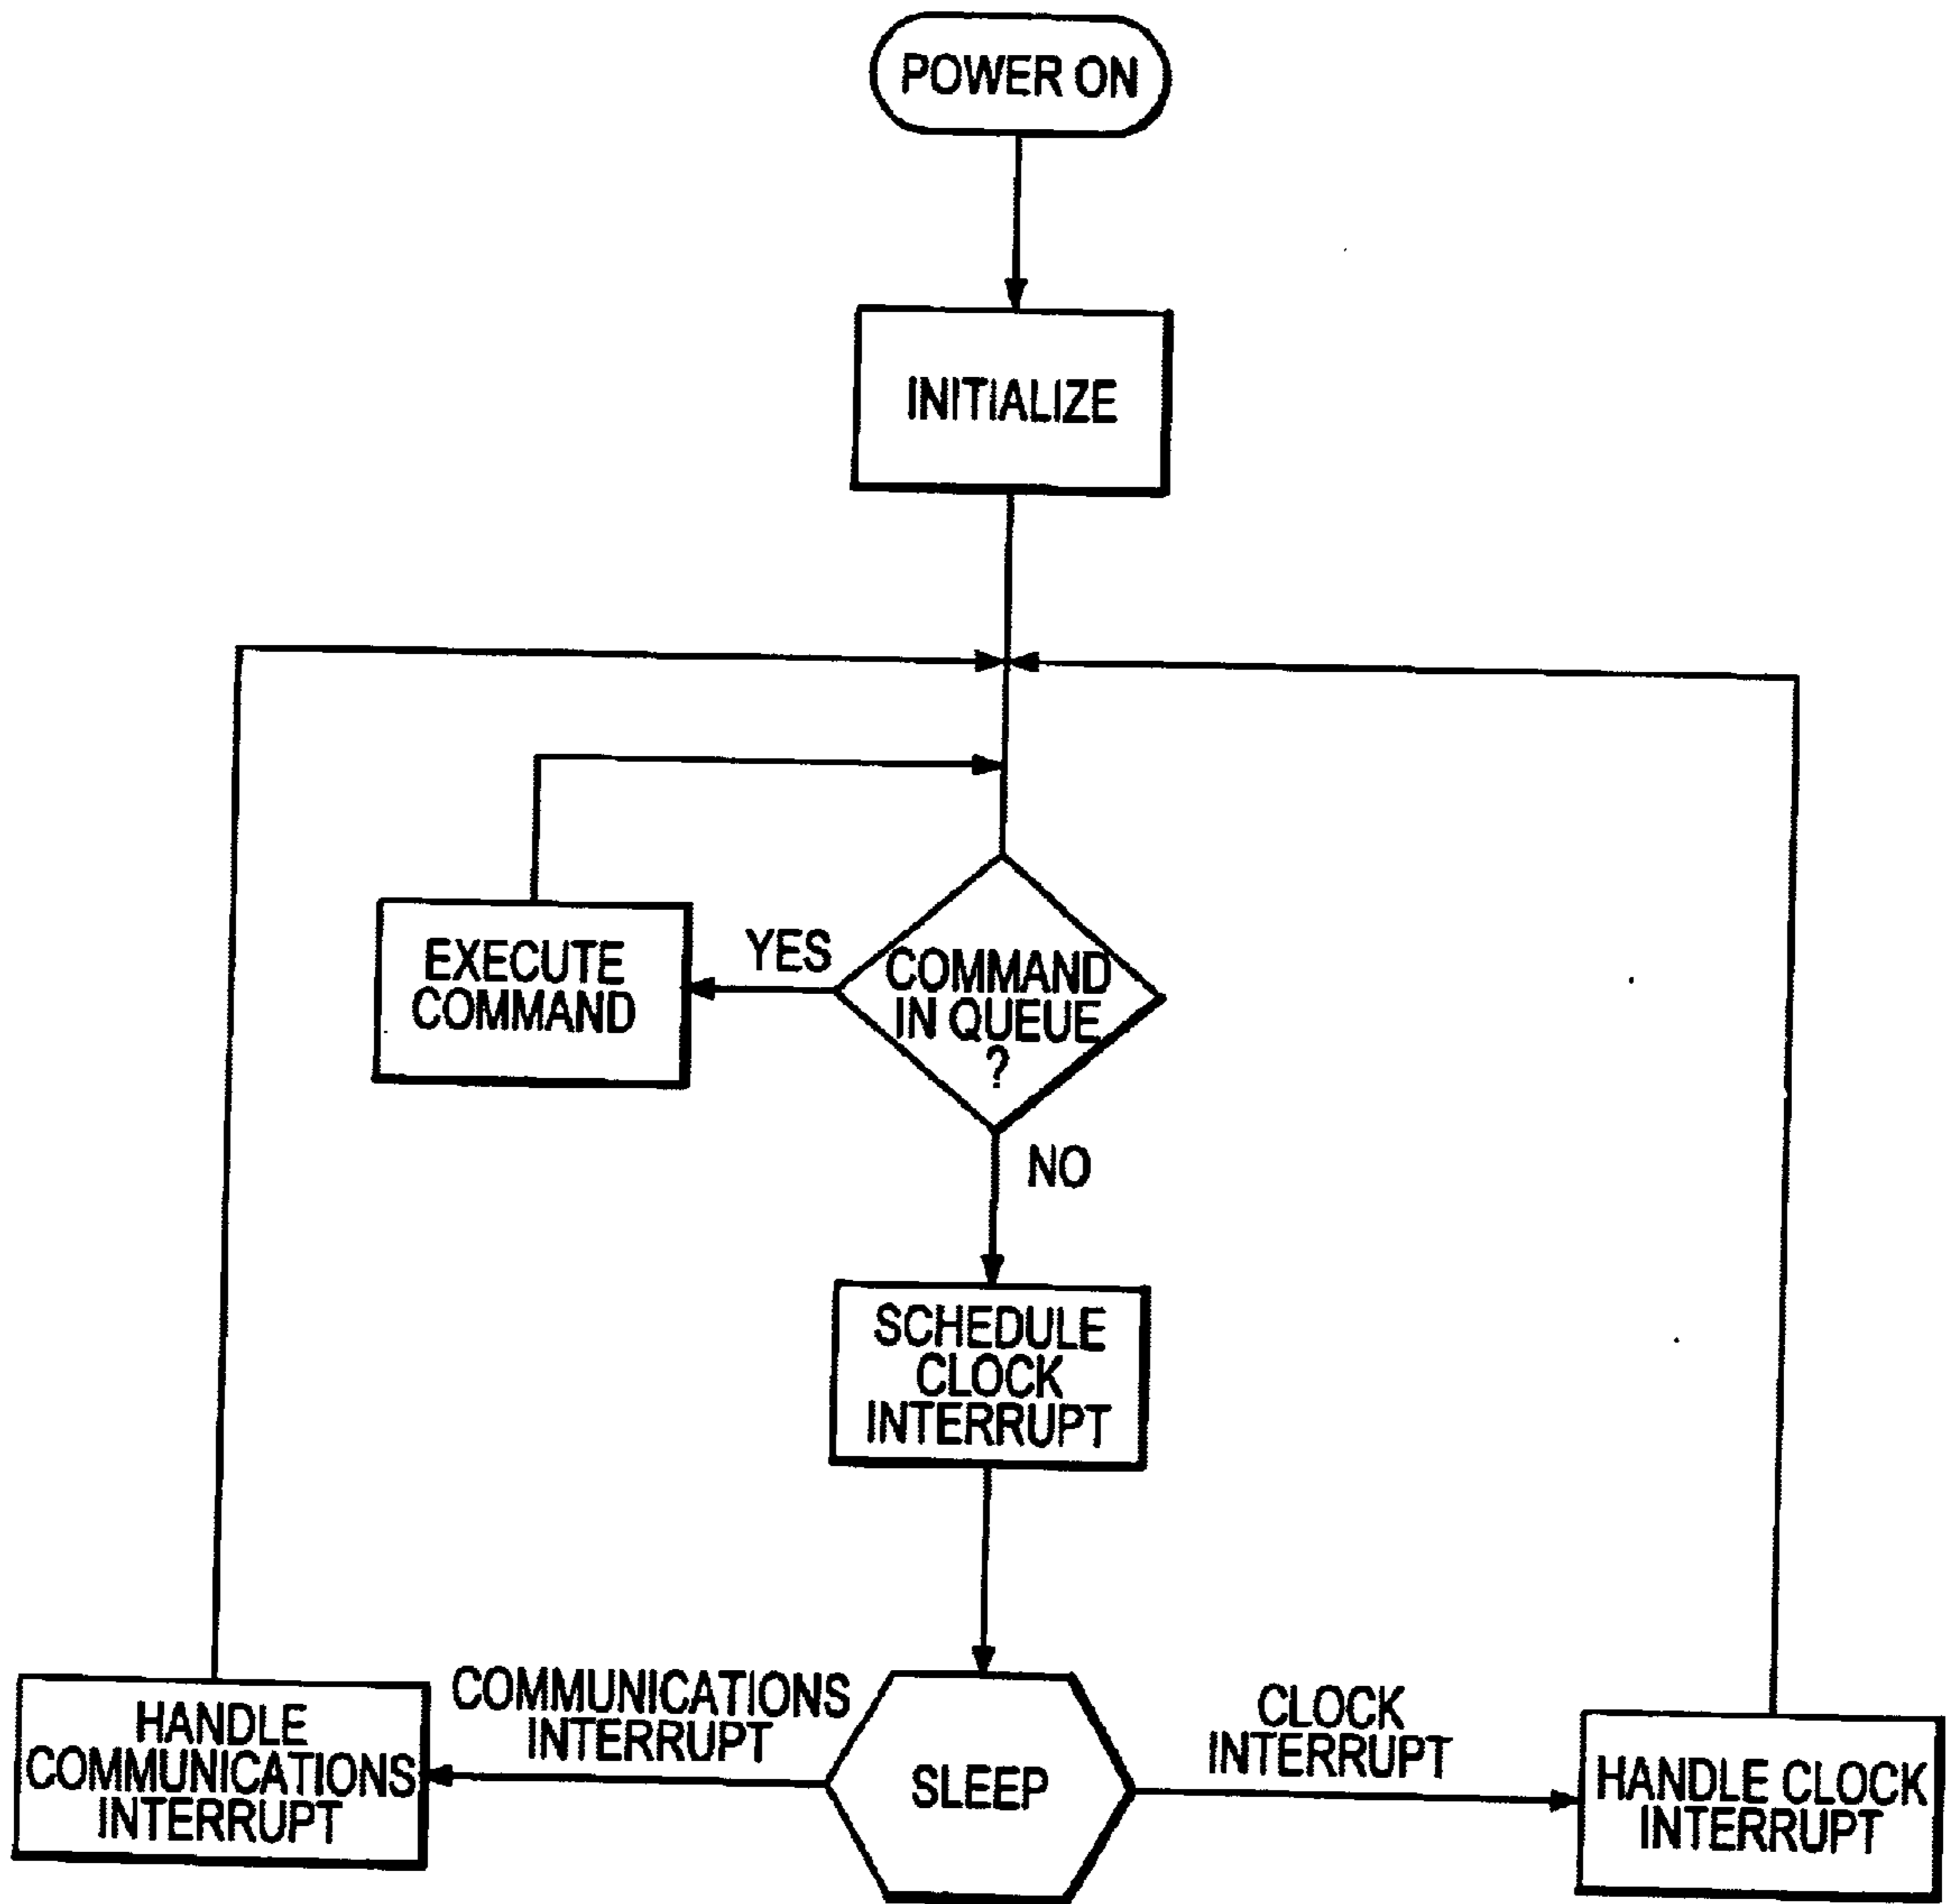 POWER ON
INITIALIZE
EXECUTE
COMMAND
YES
COMMAND
IN QUEUE
?
NO
SCHEDULE
CLOCK
INTERRUPT
HANDLE
COMMUNICATIONS
INTERRUPT
COMMUNICATIONS
INTERRUPT
SLEEP
CLOCK
INTERRUPT
HANDLE CLOCK
INTERRUPT